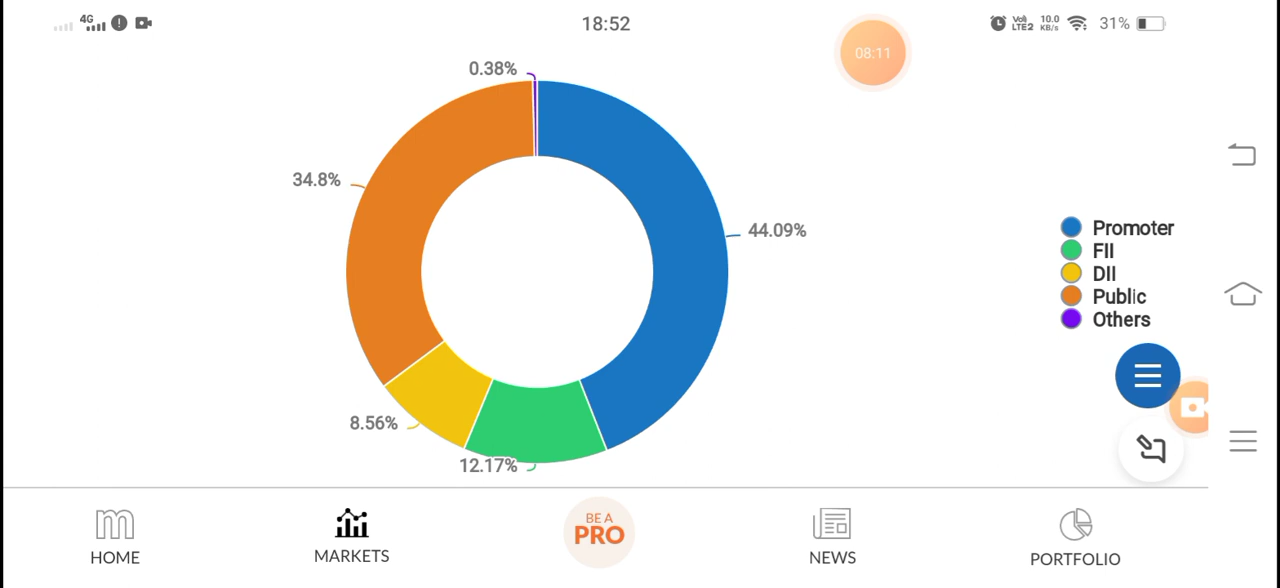 4G
18:52
08:11
Vo))
LTE2
10.0
KB/s
31%
0.38%
34.8%
44.09%
8.56%
12.17%
Promoter
FII
DII
Public
Others
m
HOME
MARKETS
BE A
PRO
NEWS
PORTFOLIO